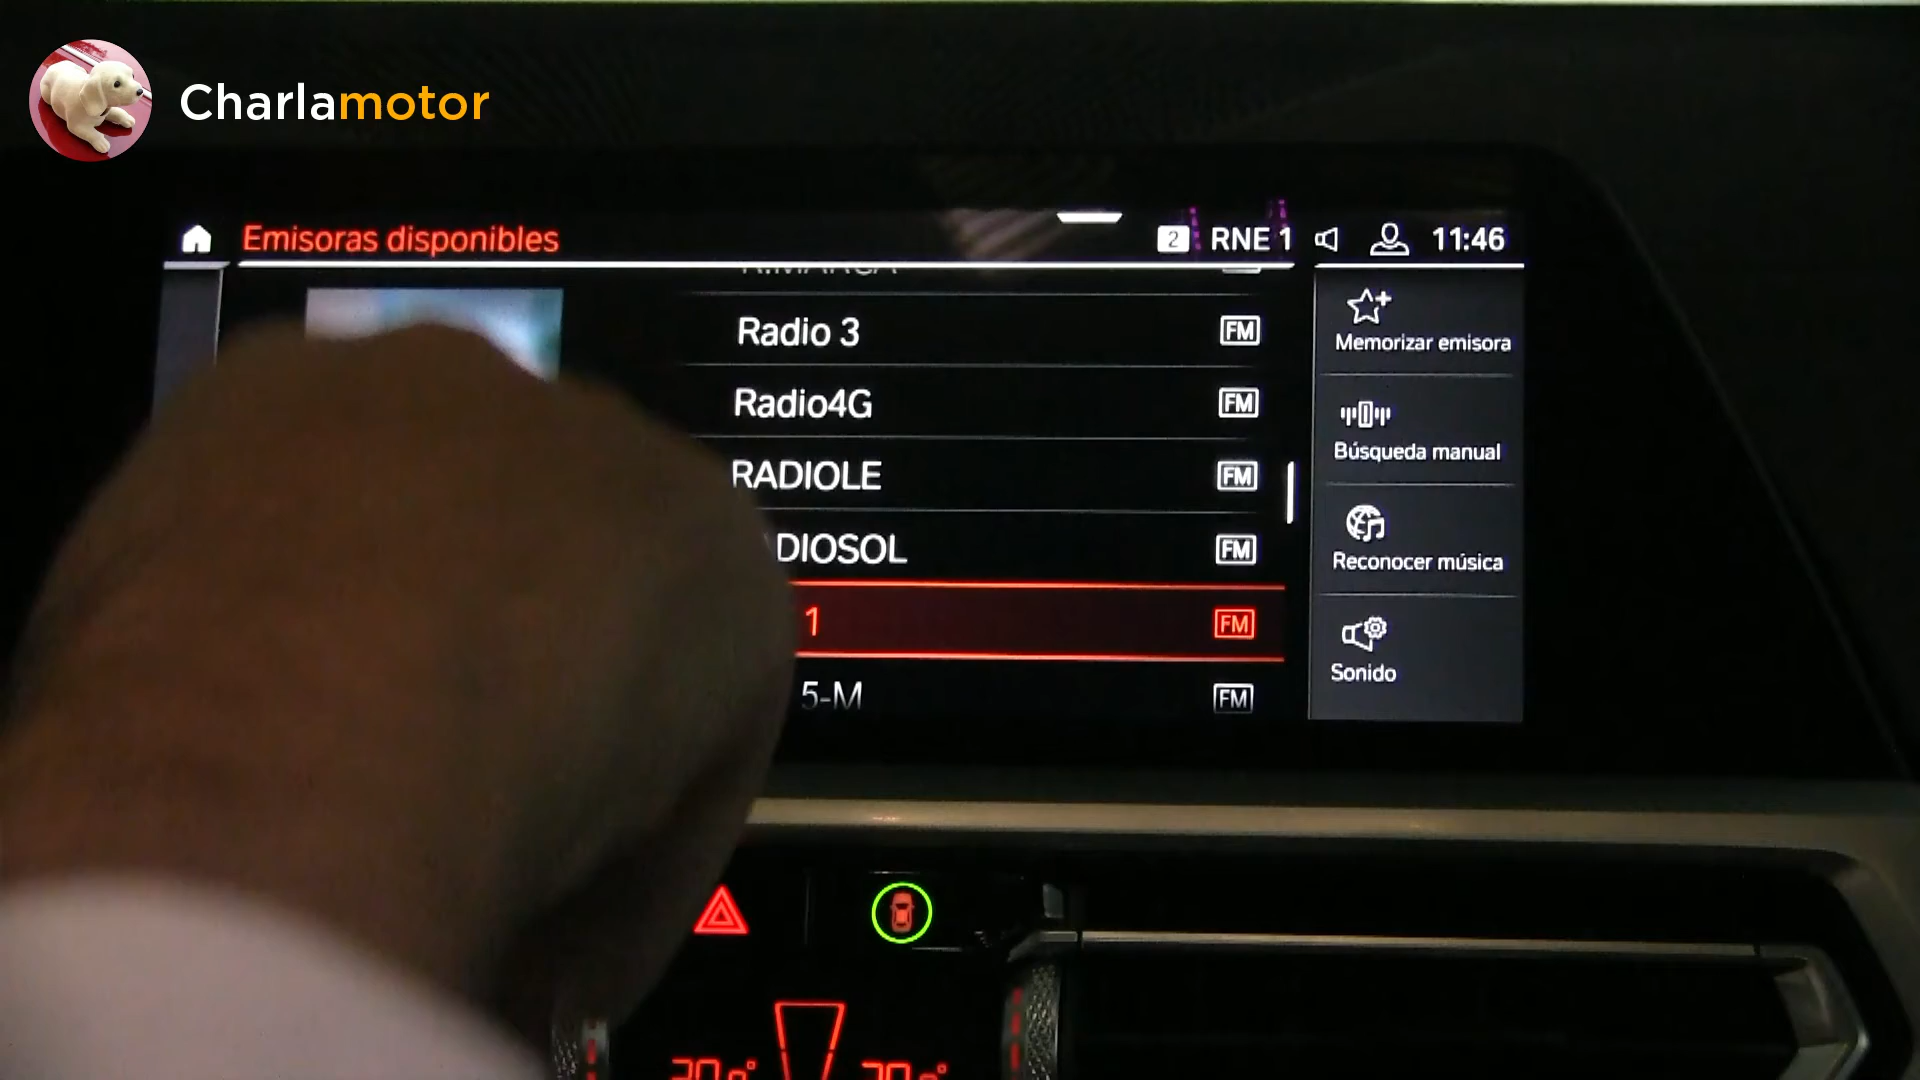 Charlamotor
Emisoras disponibles
2 RNE 1 11:46
Radio 3 FM
Radio4G FM
RADIOLE FM
DIOSOL FM
1 FM
5-M FM
Memorizar emisora
Búsqueda manual
Reconocer música
Sonido